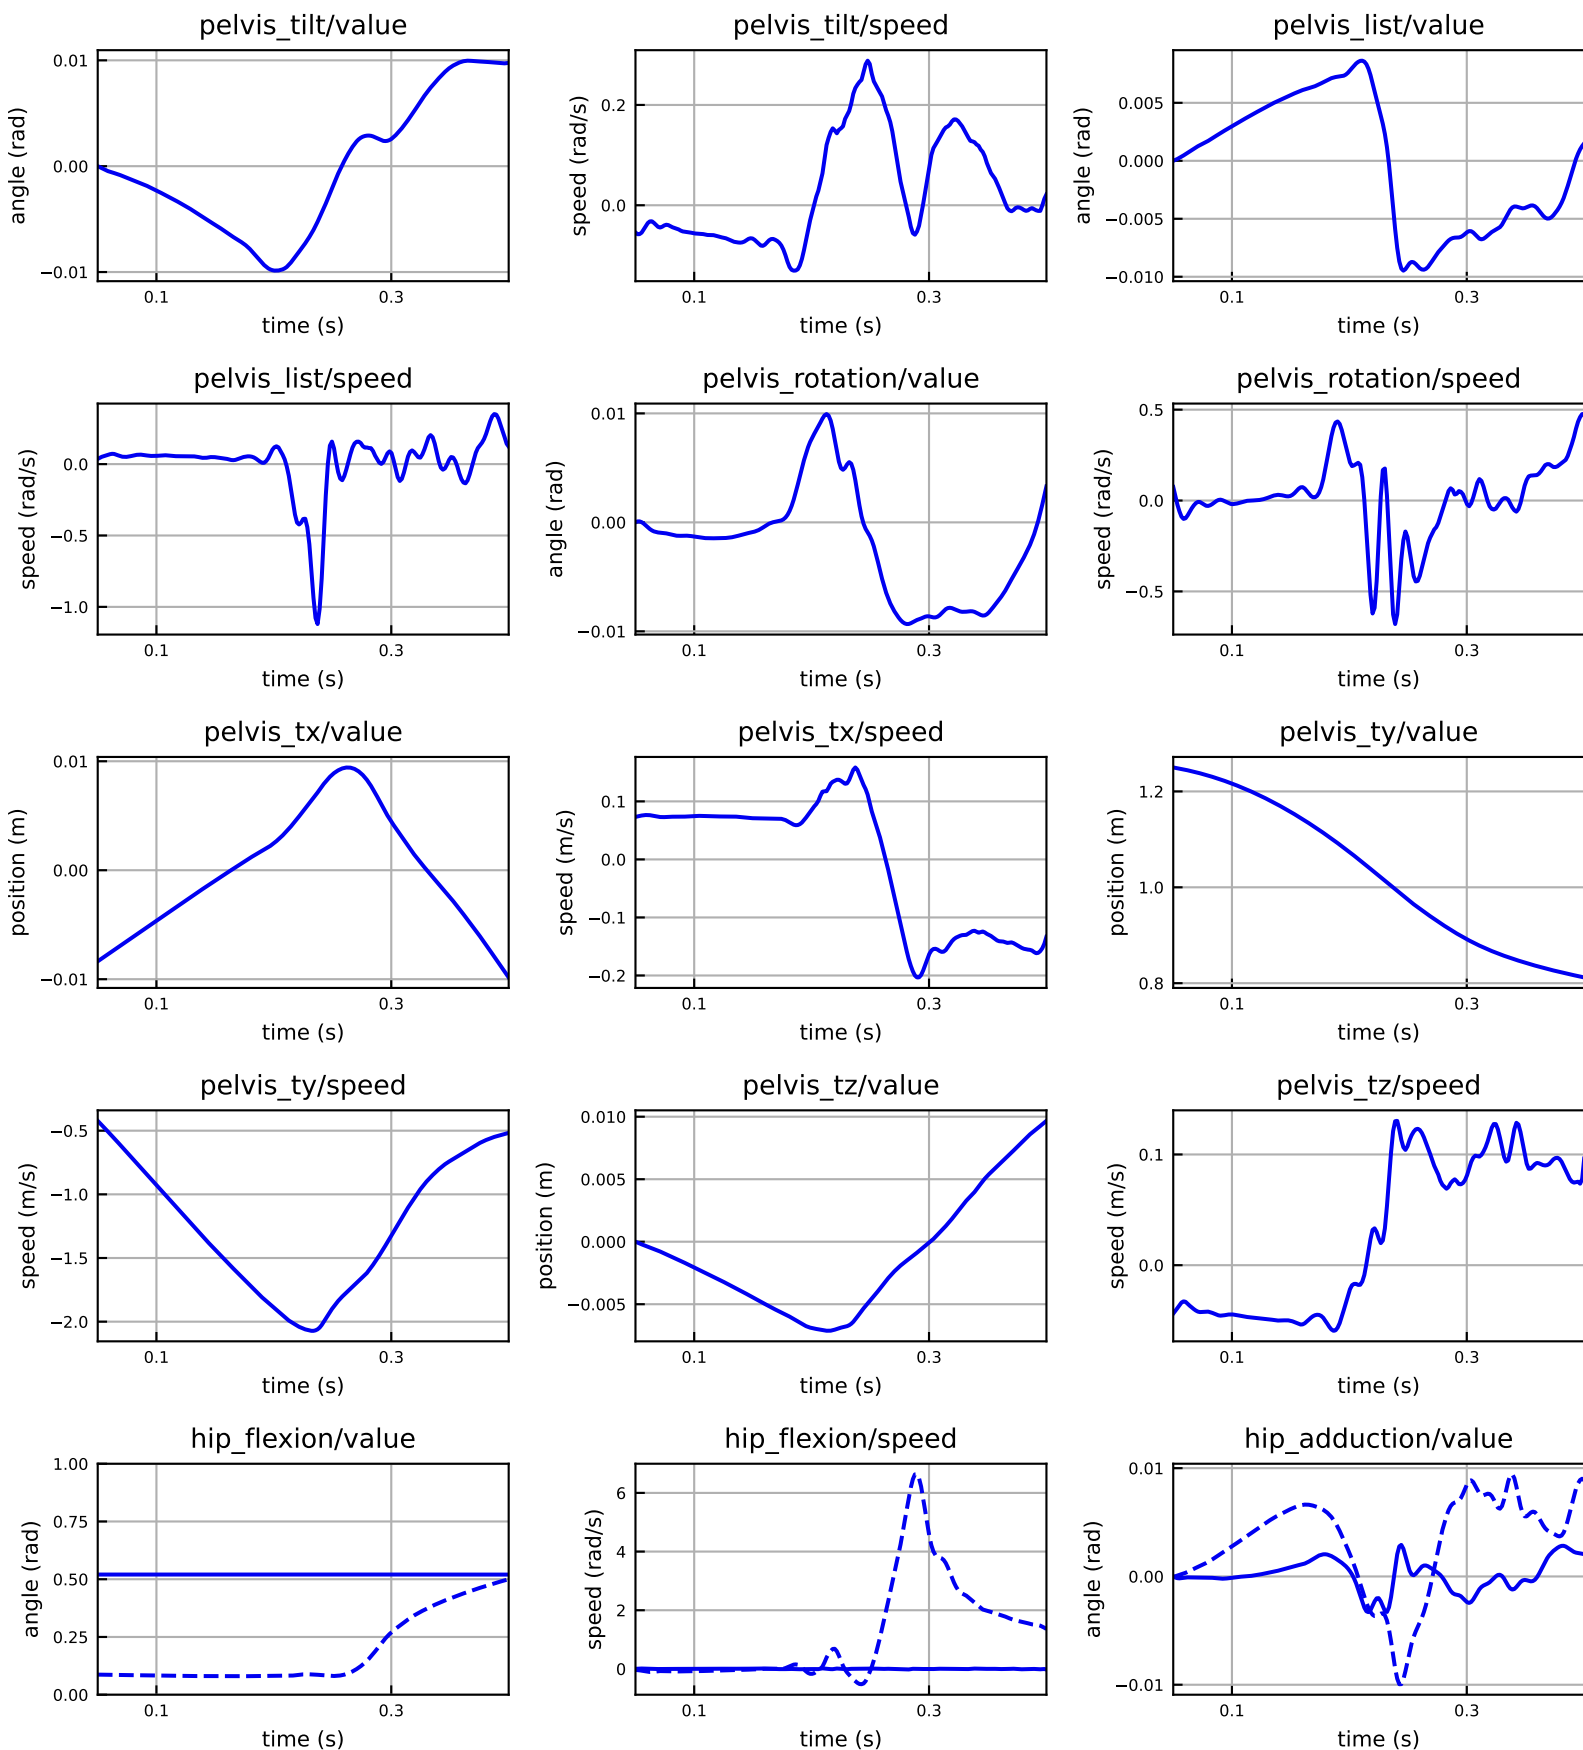 pelvis_tilt/value
pelvis_tilt/speed
pelvis_list/value
angle (rad)
0.01
0.00
−0.01
0.1
0.3
time (s)
speed (rad/s)
0.2
0.0
0.1
0.3
time (s)
angle (rad)
0.005
0.000
−0.005
−0.010
0.1
0.3
time (s)
pelvis_list/speed
pelvis_rotation/value
pelvis_rotation/speed
speed (rad/s)
0.0
−0.5
−1.0
0.1
0.3
time (s)
angle (rad)
0.01
0.00
−0.01
0.1
0.3
time (s)
speed (rad/s)
0.5
0.0
−0.5
0.1
0.3
time (s)
pelvis_tx/value
pelvis_tx/speed
pelvis_ty/value
position (m)
0.01
0.00
−0.01
0.1
0.3
time (s)
speed (m/s)
0.1
0.0
−0.1
−0.2
0.1
0.3
time (s)
position (m)
1.2
1.0
0.8
0.1
0.3
time (s)
pelvis_ty/speed
pelvis_tz/value
pelvis_tz/speed
speed (m/s)
−0.5
−1.0
−1.5
−2.0
0.1
0.3
time (s)
position (m)
0.010
0.005
0.000
−0.005
0.1
0.3
time (s)
speed (m/s)
0.1
0.0
0.1
0.3
time (s)
hip_flexion/value
hip_flexion/speed
hip_adduction/value
angle (rad)
1.00
0.75
0.50
0.25
0.00
0.1
0.3
time (s)
speed (rad/s)
6
4
2
0
0.1
0.3
time (s)
angle (rad)
0.01
0.00
−0.01
0.1
0.3
time (s)